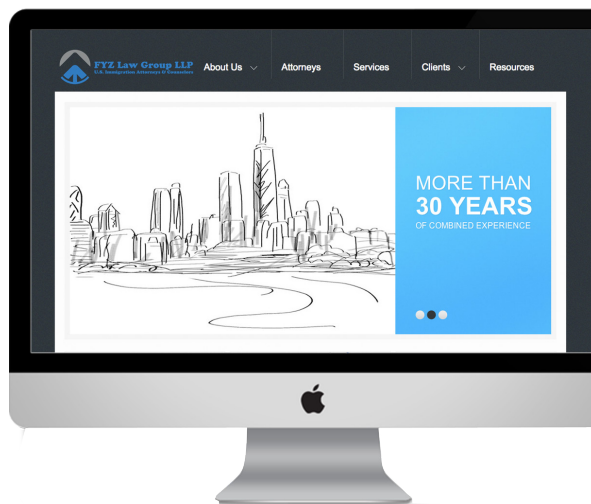 FYZ Law Group LLP
U.S. Immigration Attorneys & Counselors
About Us
Attorneys
Services
Clients
Resources
MORE THAN
30 YEARS
OF COMBINED EXPERIENCE